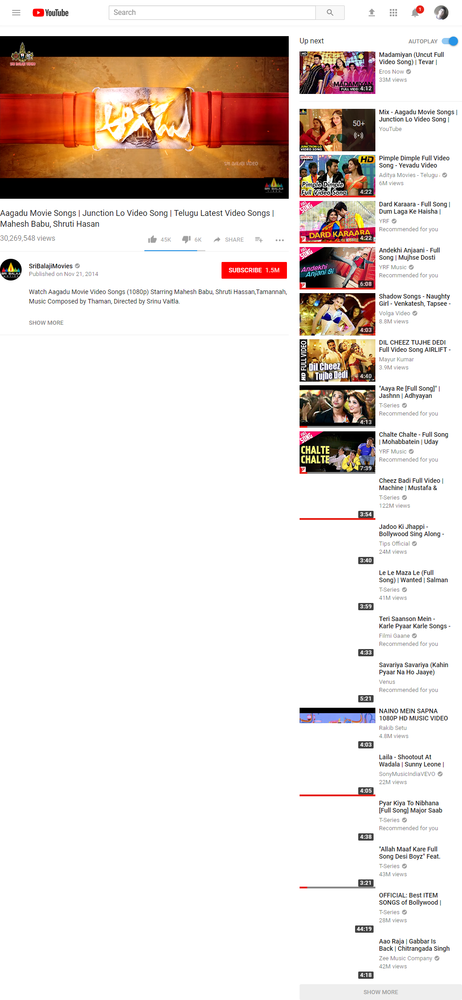 YouTube
Search
1
SRI BALAJI VIDEO
ఆగడు
SRI BALAJI VIDEO
SRI BALAJI
VIDEO
Aagadu Movie Songs | Junction Lo Video Song | Telugu Latest Video Songs |
Mahesh Babu, Shruti Hasan
30,269,548 views
45K
6K
SHARE
SRI BALAJI
MOVIES
SriBalajiMovies
Published on Nov 21, 2014
SUBSCRIBE 1.5M
Watch Aagadu Movie Video Songs (1080p) Starring Mahesh Babu, Shruti Hassan,Tamannah,
Music Composed by Thaman, Directed by Srinu Vaitla.
SHOW MORE
Up next
AUTOPLAY
HD
MADAMIYAN
FULL VIDEO
4:12
Madamiyan (Uncut Full
Video Song) | Tevar |
Eros Now
33M views
JUNCTION LO
VIDEO SONG
50+
Mix - Aagadu Movie Songs |
Junction Lo Video Song |
YouTube
ADITYA
MUSIC
HD
Pimple Dimple
Full Video Song
4:22
Pimple Dimple Full Video
Song - Yevadu Video
Aditya Movies - Telugu
6M views
FULL
SONG
DARD KARAARA
4:22
Dard Karaara - Full Song |
Dum Laga Ke Haisha |
YRF
Recommended for you
FULL
SONG
Andekhi
Anjani Si
6:08
Andekhi Anjaani - Full
Song | Mujhse Dosti
YRF Music
Recommended for you
VOLGA
4:03
Shadow Songs - Naughty
Girl - Venkatesh, Tapsee -
Volga Video
8.8M views
HD FULL VIDEO
Dil Cheez
Tujhe Dedi
4:40
DIL CHEEZ TUJHE DEDI
Full Video Song AIRLIFT -
Mayur Kumar
3.9M views
4:13
"Aaya Re [Full Song]" |
Jashnn | Adhyayan
T-Series
Recommended for you
FULL
SONG
CHALTE
CHALTE
7:39
Chalte Chalte - Full Song
| Mohabbatein | Uday
YRF Music
Recommended for you
3:54
Cheez Badi Full Video |
Machine | Mustafa &
T-Series
122M views
3:40
Jadoo Ki Jhappi -
Bollywood Sing Along -
Tips Official
24M views
3:59
Le Le Maza Le (Full
Song) | Wanted | Salman
T-Series
41M views
4:33
Teri Saanson Mein -
Karle Pyaar Karle Songs -
Filmi Gaane
Recommended for you
5:21
Savariya Savariya (Kahin
Pyaar Na Ho Jaaye)
Venus
Recommended for you
4:03
NAINO MEIN SAPNA
1080P HD MUSIC VIDEO
Rakib Setu
4.8M views
4:05
Laila - Shootout At
Wadala | Sunny Leone |
SonyMusicIndiaVEVO
22M views
4:38
Pyar Kiya To Nibhana
[Full Song] Major Saab
T-Series
Recommended for you
3:21
"Allah Maaf Kare Full
Song Desi Boyz" Feat.
T-Series
43M views
44:19
OFFICIAL: Best ITEM
SONGS of Bollywood |
T-Series
28M views
4:18
Aao Raja | Gabbar Is
Back | Chitrangada Singh
Zee Music Company
42M views
SHOW MORE